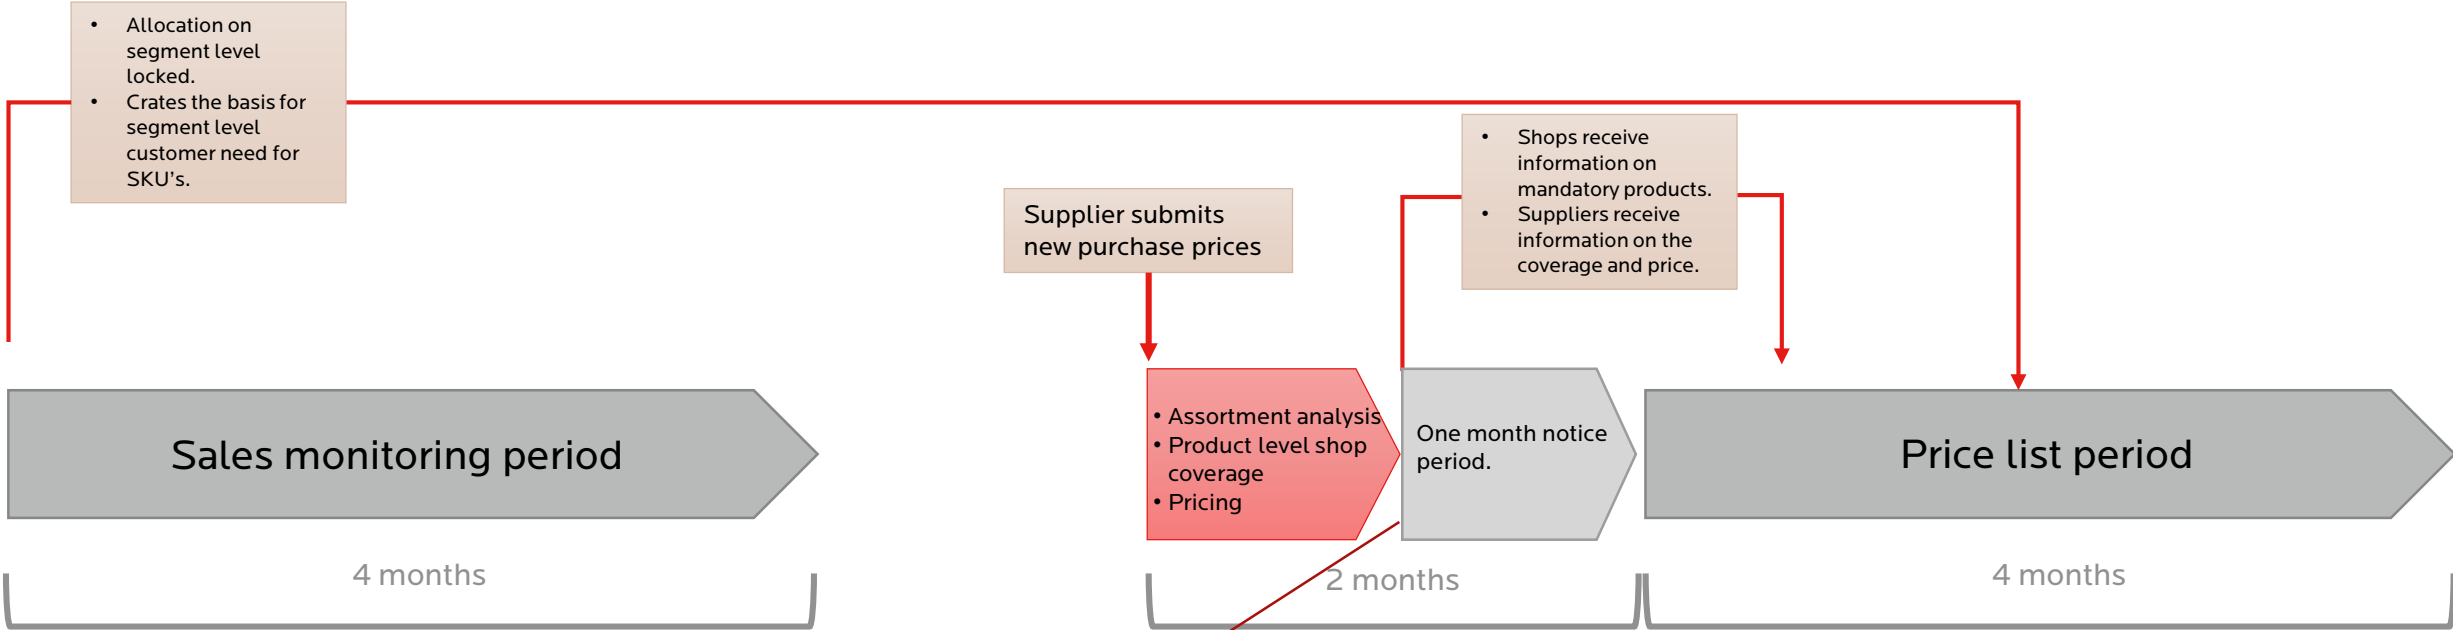 • Allocation on
segment level
locked.
• Crates the basis for
segment level
customer need for
SKU's.
• Shops receive
information on
mandatory products.
• Suppliers receive
information on the
coverage and price.
Supplier submits
new purchase prices
Sales monitoring period
• Assortment analysis
• Product level shop
coverage
• Pricing
One month notice
period.
Price list period
4 months
2 months
4 months